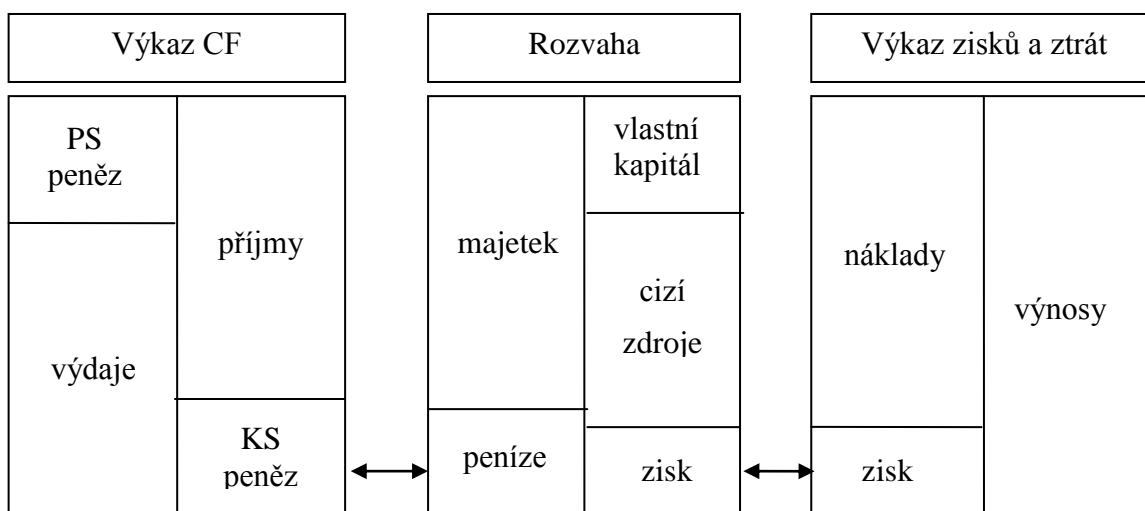 Výkaz CF
Rozvaha
Výkaz zisků a ztrát
PS
peněz
výdaje
příjmy
KS
peněz
majetek
peníze
vlastní
kapitál
cizí
zdroje
zisk
náklady
zisk
výnosy